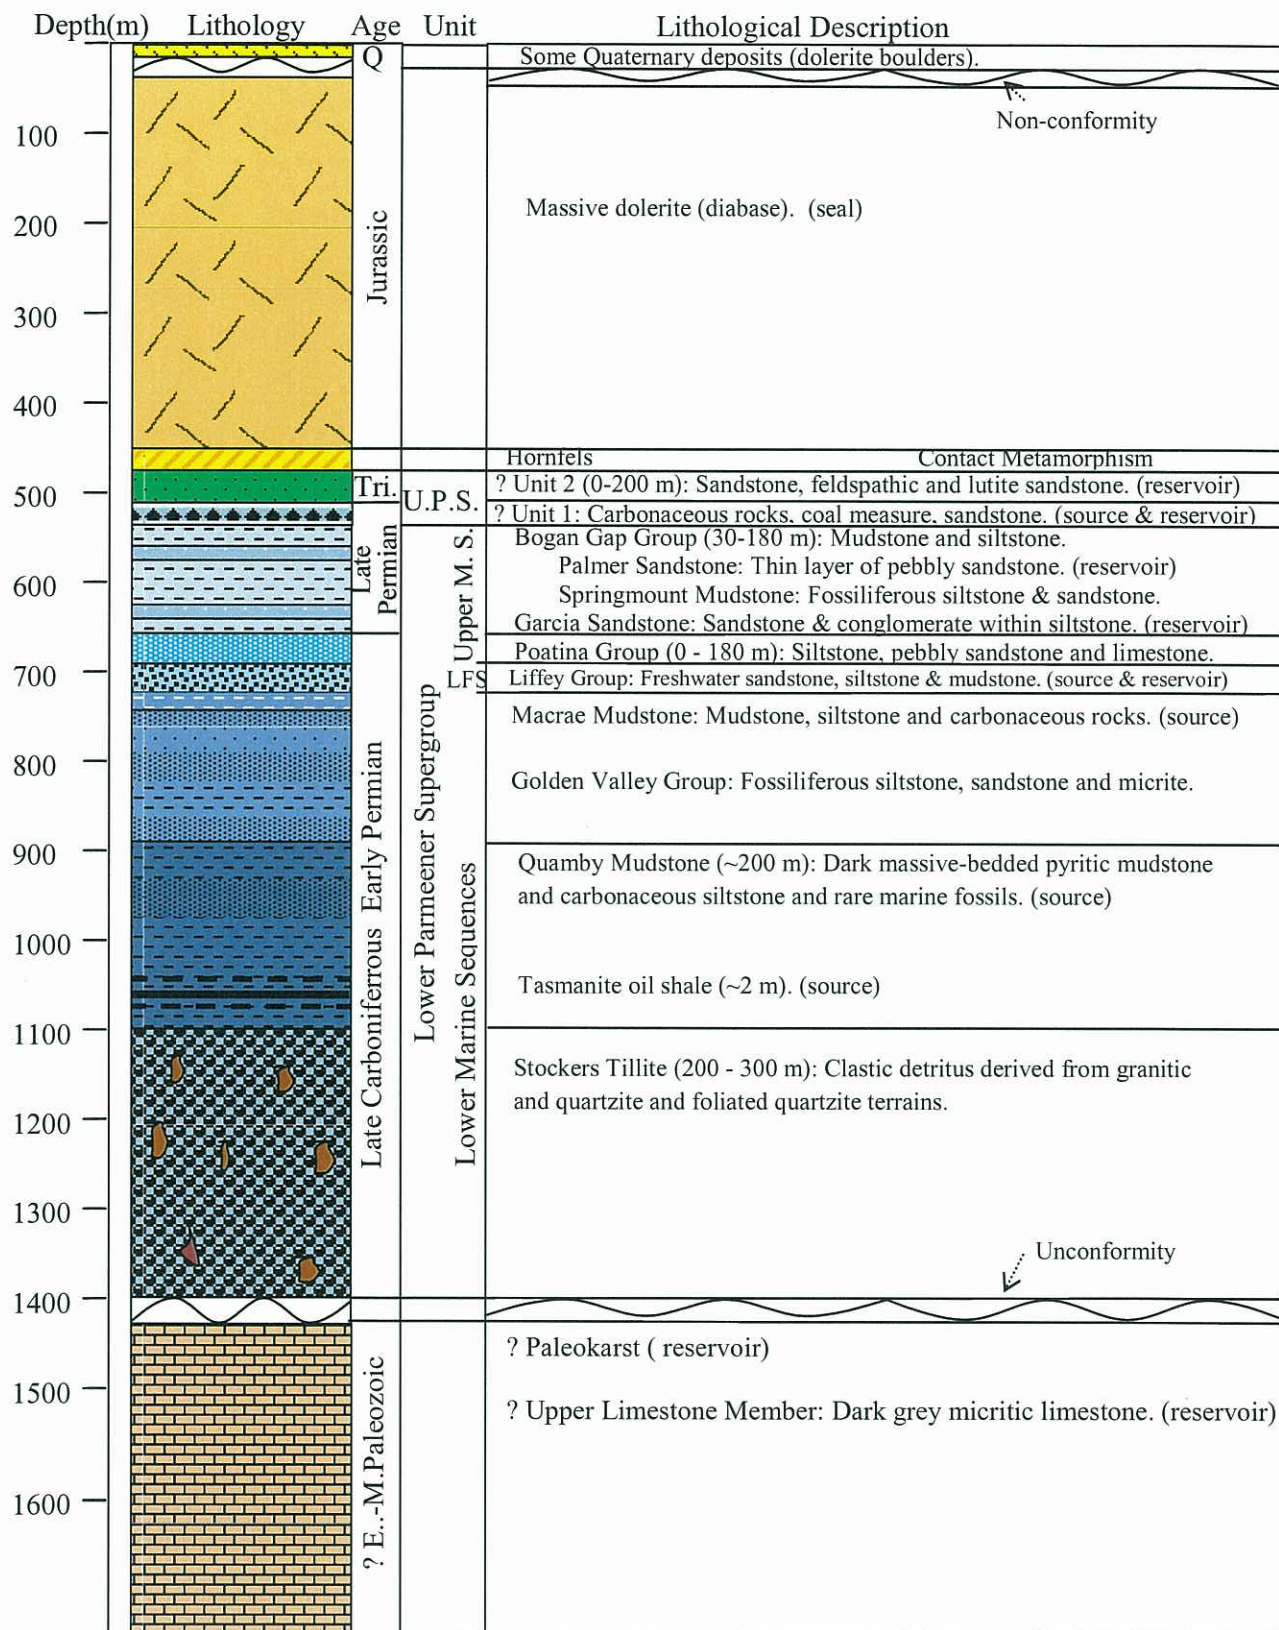 Depth(m) Lithology Age Unit Lithological Description
Q
Some Quaternary deposits (dolerite boulders).
Non-conformity
100
Massive dolerite (diabase). (seal)
200
Jurassic
300
400
Hornfels Contact Metamorphism
Tri.
? Unit 2 (0-200 m): Sandstone, feldspathic and lutite sandstone. (reservoir)
500
U.P.S.
? Unit 1: Carbonaceous rocks, coal measure, sandstone. (source & reservoir)
Late
Permian
Upper M. S.
Bogan Gap Group (30-180 m): Mudstone and siltstone.
Palmer Sandstone: Thin layer of pebbly sandstone. (reservoir)
600
Springmount Mudstone: Fossiliferous siltstone & sandstone.
Garcia Sandstone: Sandstone & conglomerate within siltstone. (reservoir)
Poatina Group (0 - 180 m): Siltstone, pebbly sandstone and limestone.
700
LFS
Liffey Group: Freshwater sandstone, siltstone & mudstone. (source & reservoir)
Late Carboniferrous Early Permian
Lower Parmeener Supergroup
Lower Marine Sequences
Macrae Mudstone: Mudstone, siltstone and carbonaceous rocks. (source)
800
Golden Valley Group: Fossiliferous siltstone, sandstone and micrite.
900
Quamby Mudstone (~200 m): Dark massive-bedded pyritic mudstone
and carbonaceous siltstone and rare marine fossils. (source)
1000
Tasmanite oil shale (~2 m). (source)
1100
Stockers Tillite (200 - 300 m): Clastic detritus derived from granitic
and quartzite and foliated quartzite terrains.
1200
1300
Unconformity
1400
? E..-M.Paleozoic
? Paleokarst ( reservoir)
1500
? Upper Limestone Member: Dark grey micritic limestone. (reservoir)
1600